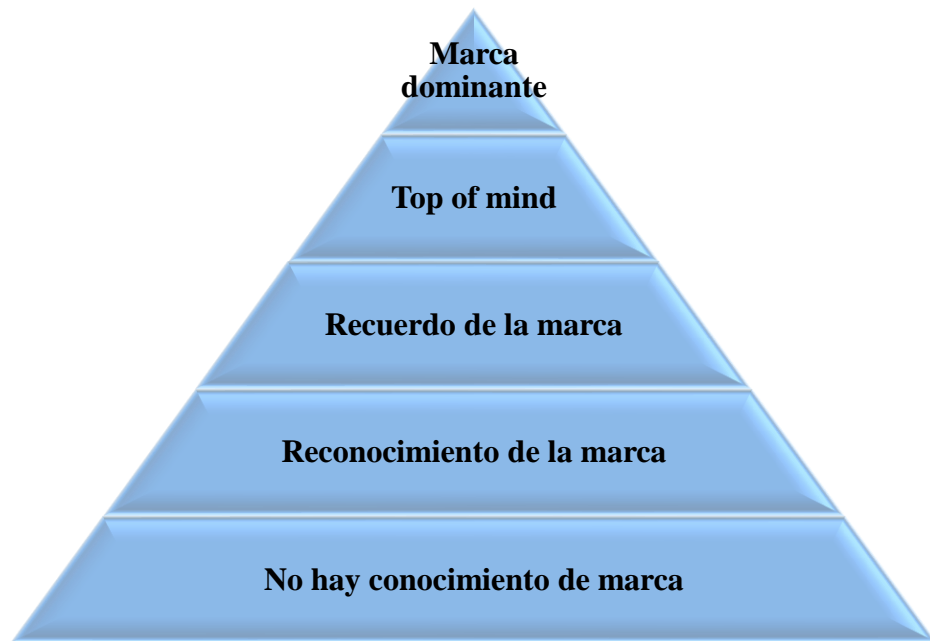 Marca
dominante
Top of mind
Recuerdo de la marca
Reconocimiento de la marca
No hay conocimiento de marca